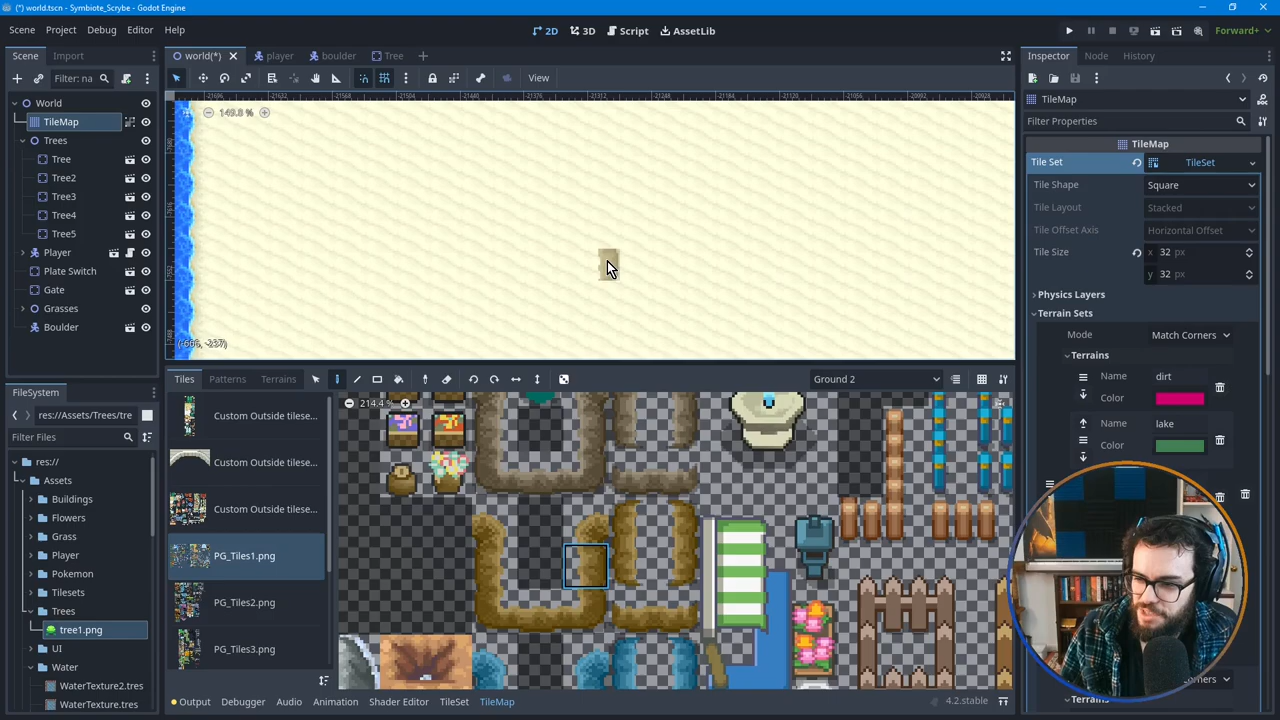 (*) world.tscn - Symbiote_Scrybe - Godot Engine
Scene Project Debug Editor Help
2D 3D Script AssetLib
Forward+
Scene Import
world(*) player boulder Tree
Inspector Node History
Filter: na
View
TileMap
Filter Properties
149.8 %
World
TileMap
Trees
Tree
Tree2
Tree3
Tree4
Tree5
Player
Plate Switch
Gate
Grasses
Boulder
TileMap
Tile Set TileSet
Tile Shape Square
Tile Layout Stacked
Tile Offset Axis Horizontal Offset
Tile Size x 32 px
y 32 px
Physics Layers
Terrain Sets
Mode Match Corners
Terrains
Name dirt
Color
Name lake
Color
Terrains
(-666, -237)
Tiles Patterns Terrains
Ground 2
214.4 %
FileSystem
res://Assets/Trees/tre
Filter Files
res://
Assets
Buildings
Flowers
Grass
Player
Pokemon
Tilesets
Trees
tree1.png
UI
Water
WaterTexture2.tres
WaterTexture.tres
Custom Outside tilese...
Custom Outside tilese...
Custom Outside tilese...
PG_Tiles1.png
PG_Tiles2.png
PG_Tiles3.png
Output Debugger Audio Animation Shader Editor TileSet TileMap
4.2.stable